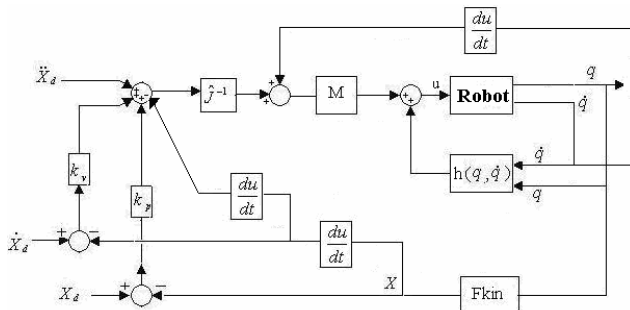 du
dt
Ẍ_d
+ + + −
Ĵ⁻¹
+
+
M
+
+
u
Robot
q
q̇
k_v
k_p
du
dt
h(q,q̇)
q̇
q
Ẋ_d
+
−
du
dt
X_d
+
−
X
Fkin